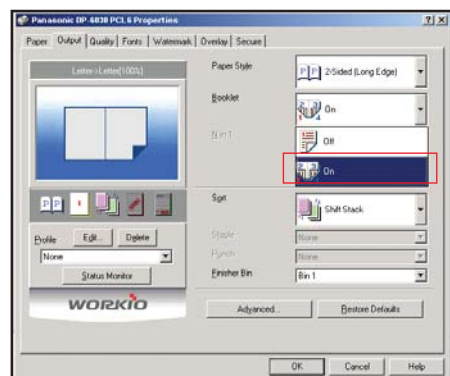 Panasonic DP-6030 PCL6 Properties
Paper Output Quality Fonts Watermark Overlay Secure
Letter->Letter[100%]
Paper Style
2-Sided (Long Edge)
Booklet
On
N in 1
Off
On
Sort
Shift Stack
Staple
None
Punch
None
Finisher Bin
Bin 1
Profile
Edit...
Delete
None
Status Monitor
WORKiO
Advanced...
Restore Defaults
OK
Cancel
Help